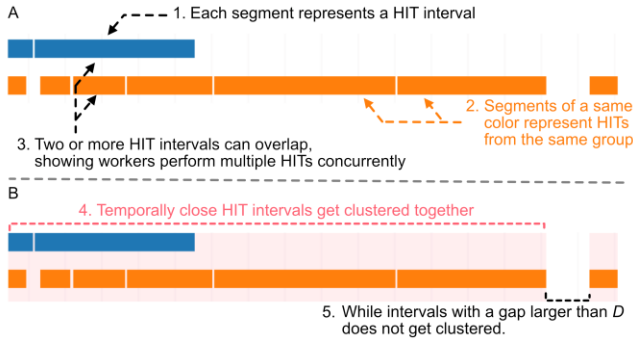 A
1. Each segment represents a HIT interval
2. Segments of a same
color represent HITs
from the same group
3. Two or more HIT intervals can overlap,
showing workers perform multiple HITs concurrently
B
4. Temporally close HIT intervals get clustered together
5. While intervals with a gap larger than D
does not get clustered.